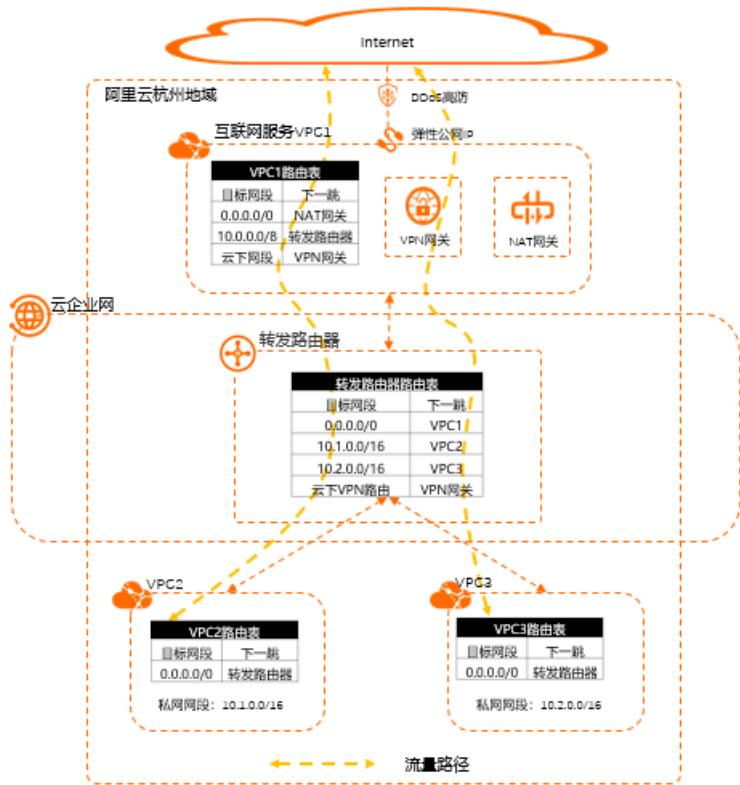 Internet
阿里云杭州地域
DDoS高防
互联网服务VPC1
弹性公网IP
VPC1路由表
目标网段 下一跳
0.0.0.0/0 NAT网关
10.0.0.0/8 转发路由器
云下网段 VPN网关
VPN网关
NAT网关
云企业网
转发路由器
转发路由器路由表
目标网段 下一跳
0.0.0.0/0 VPC1
10.1.0.0/16 VPC2
10.2.0.0/16 VPC3
云下VPN路由 VPN网关
VPC2
VPC3
VPC2路由表
目标网段 下一跳
0.0.0.0/0 转发路由器
私网网段：10.1.0.0/16
VPC3路由表
目标网段 下一跳
0.0.0.0/0 转发路由器
私网网段：10.2.0.0/16
流量路径